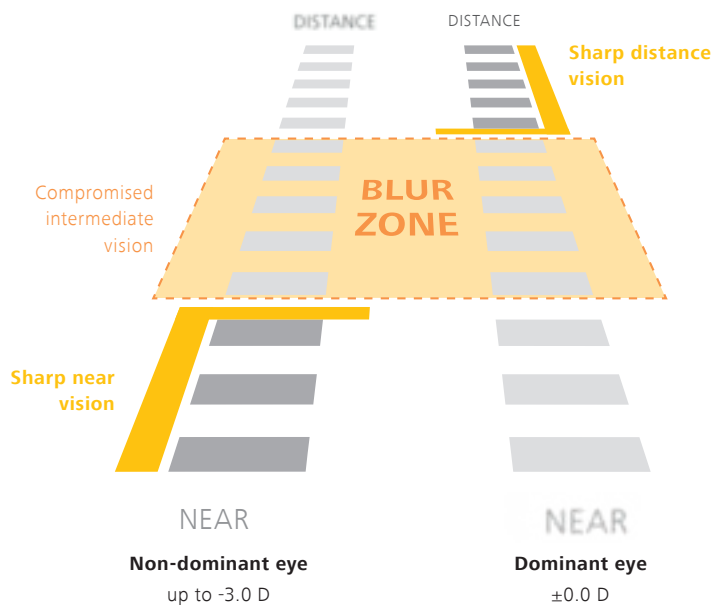 DISTANCE
DISTANCE
Sharp distance
vision
Compromised
intermediate
vision
BLUR
ZONE
Sharp near
vision
NEAR
NEAR
Non-dominant eye
Dominant eye
up to -3.0 D
±0.0 D